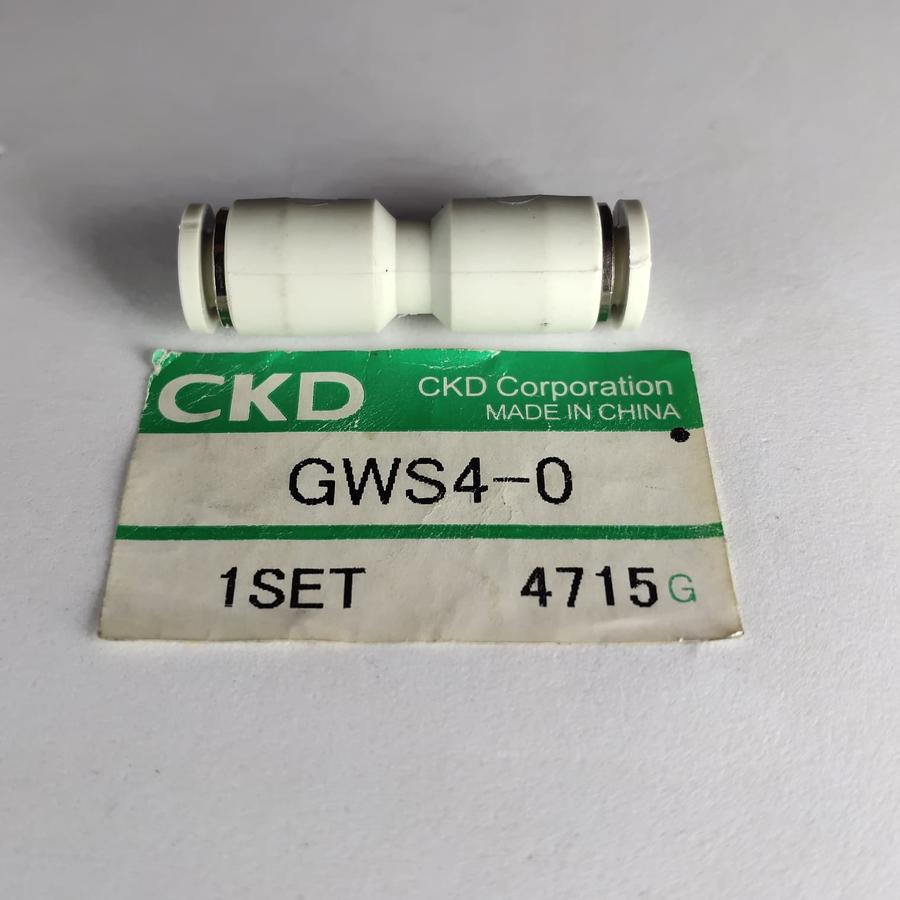 CKD
CKD Corporation
MADE IN CHINA
GWS4-0
1SET 4715G